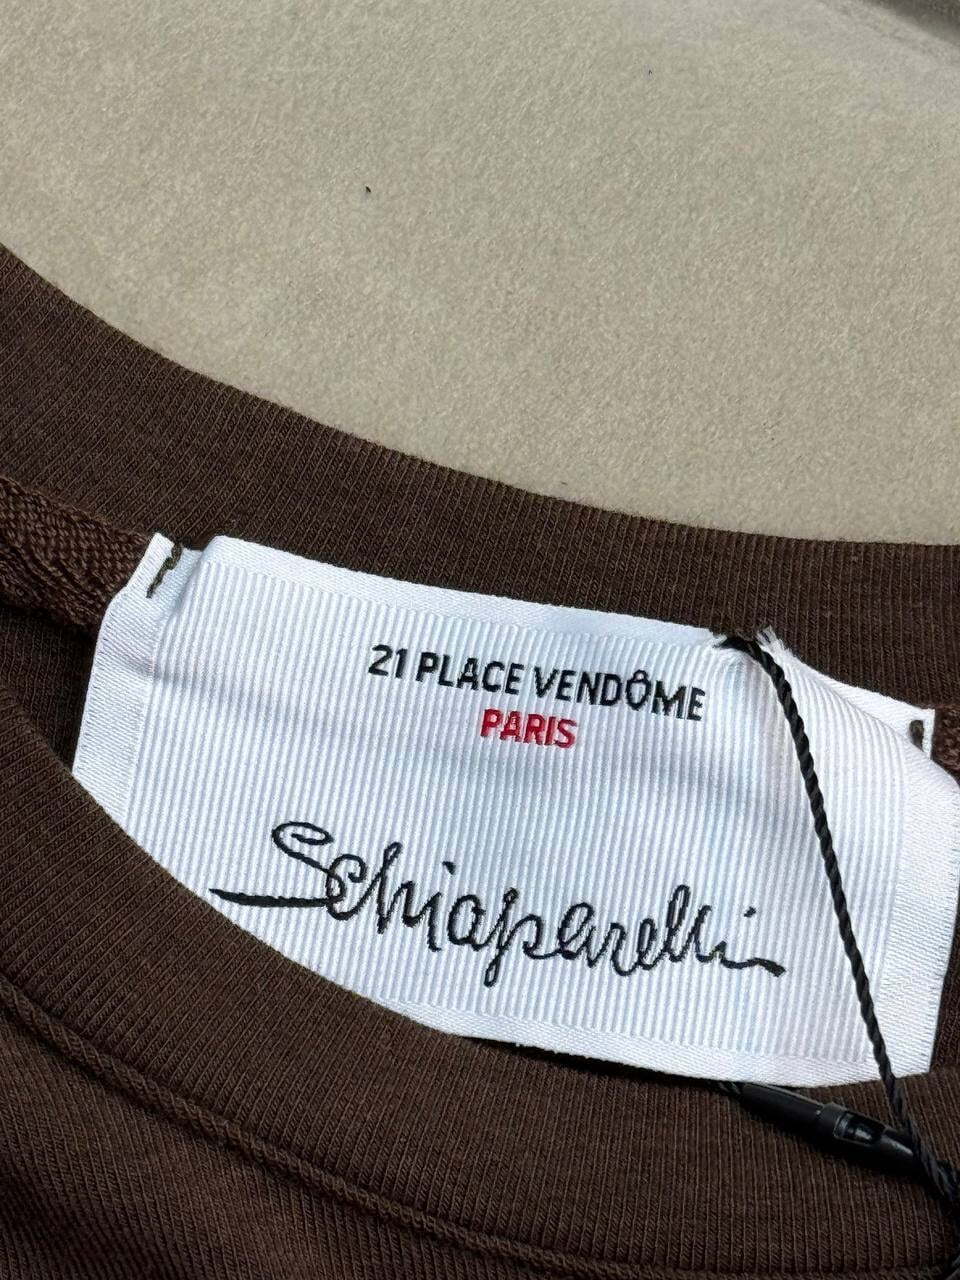 21 PLACE VENDÔME
PARIS
Schiaparelli